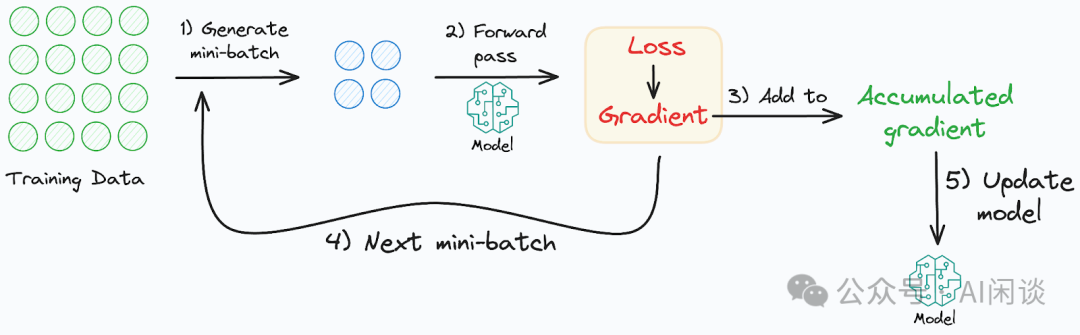 1) Generate
mini-batch
2) Forward
pass
Loss
Gradient
3) Add to
Accumulated
gradient
Model
Training Data
5) Update
model
4) Next mini-batch
公众号 · AI闲谈
Model